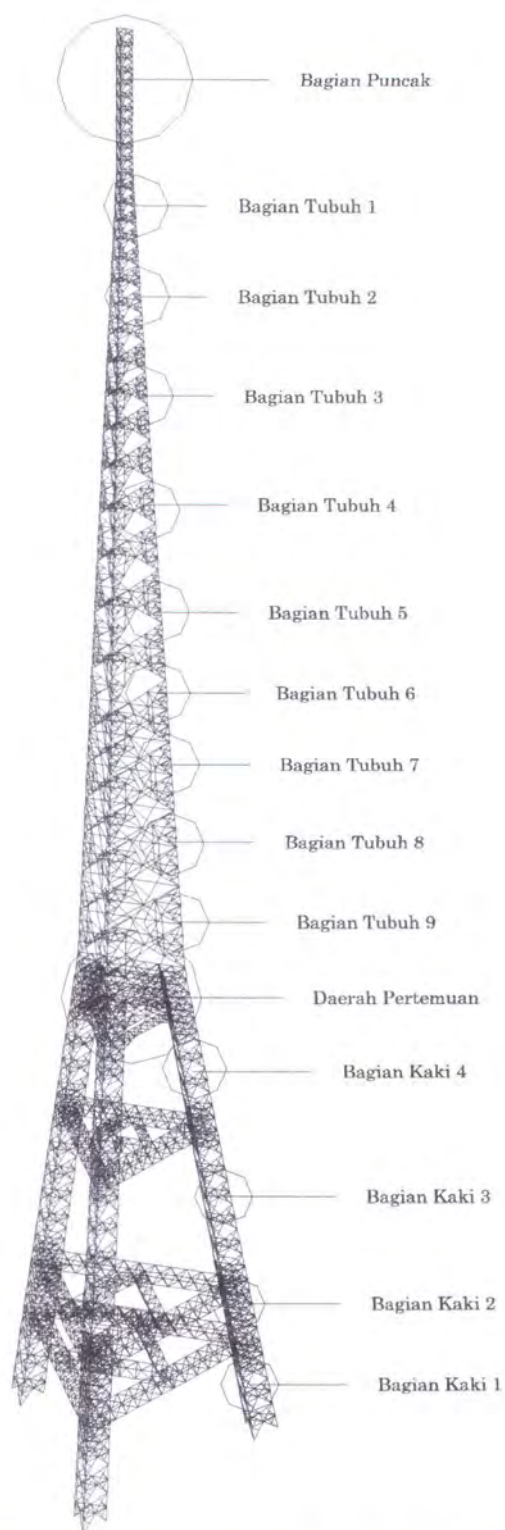 Bagian Puncak
Bagian Tubuh 1
Bagian Tubuh 2
Bagian Tubuh 3
Bagian Tubuh 4
Bagian Tubuh 5
Bagian Tubuh 6
Bagian Tubuh 7
Bagian Tubuh 8
Bagian Tubuh 9
Daerah Pertemuan
Bagian Kaki 4
Bagian Kaki 3
Bagian Kaki 2
Bagian Kaki 1